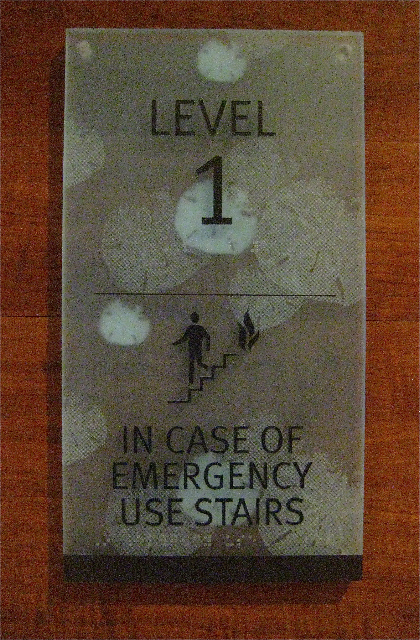 LEVEL
1
IN CASE OF
EMERGENCY
USE STAIRS